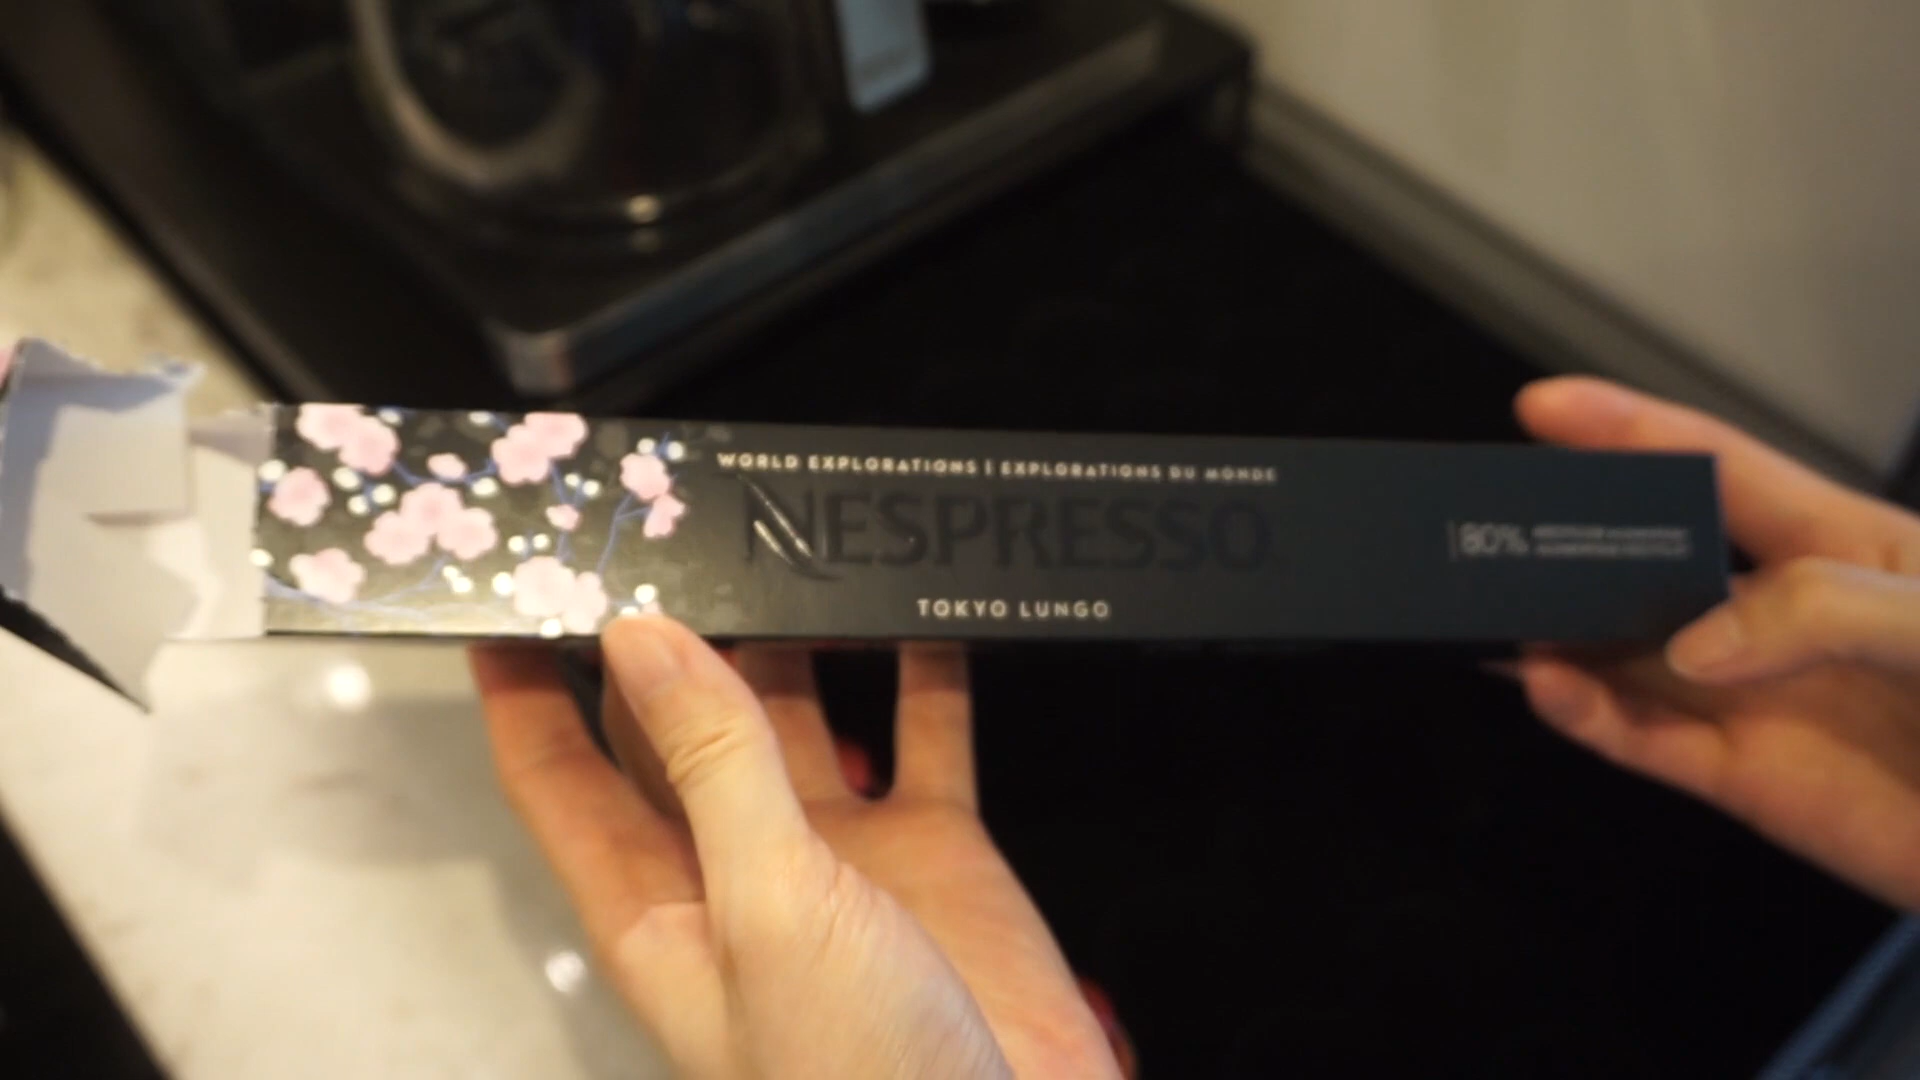 WORLD EXPLORATIONS | EXPLORATIONS DU MONDE
NESPRESSO
TOKYO LUNGO
80%